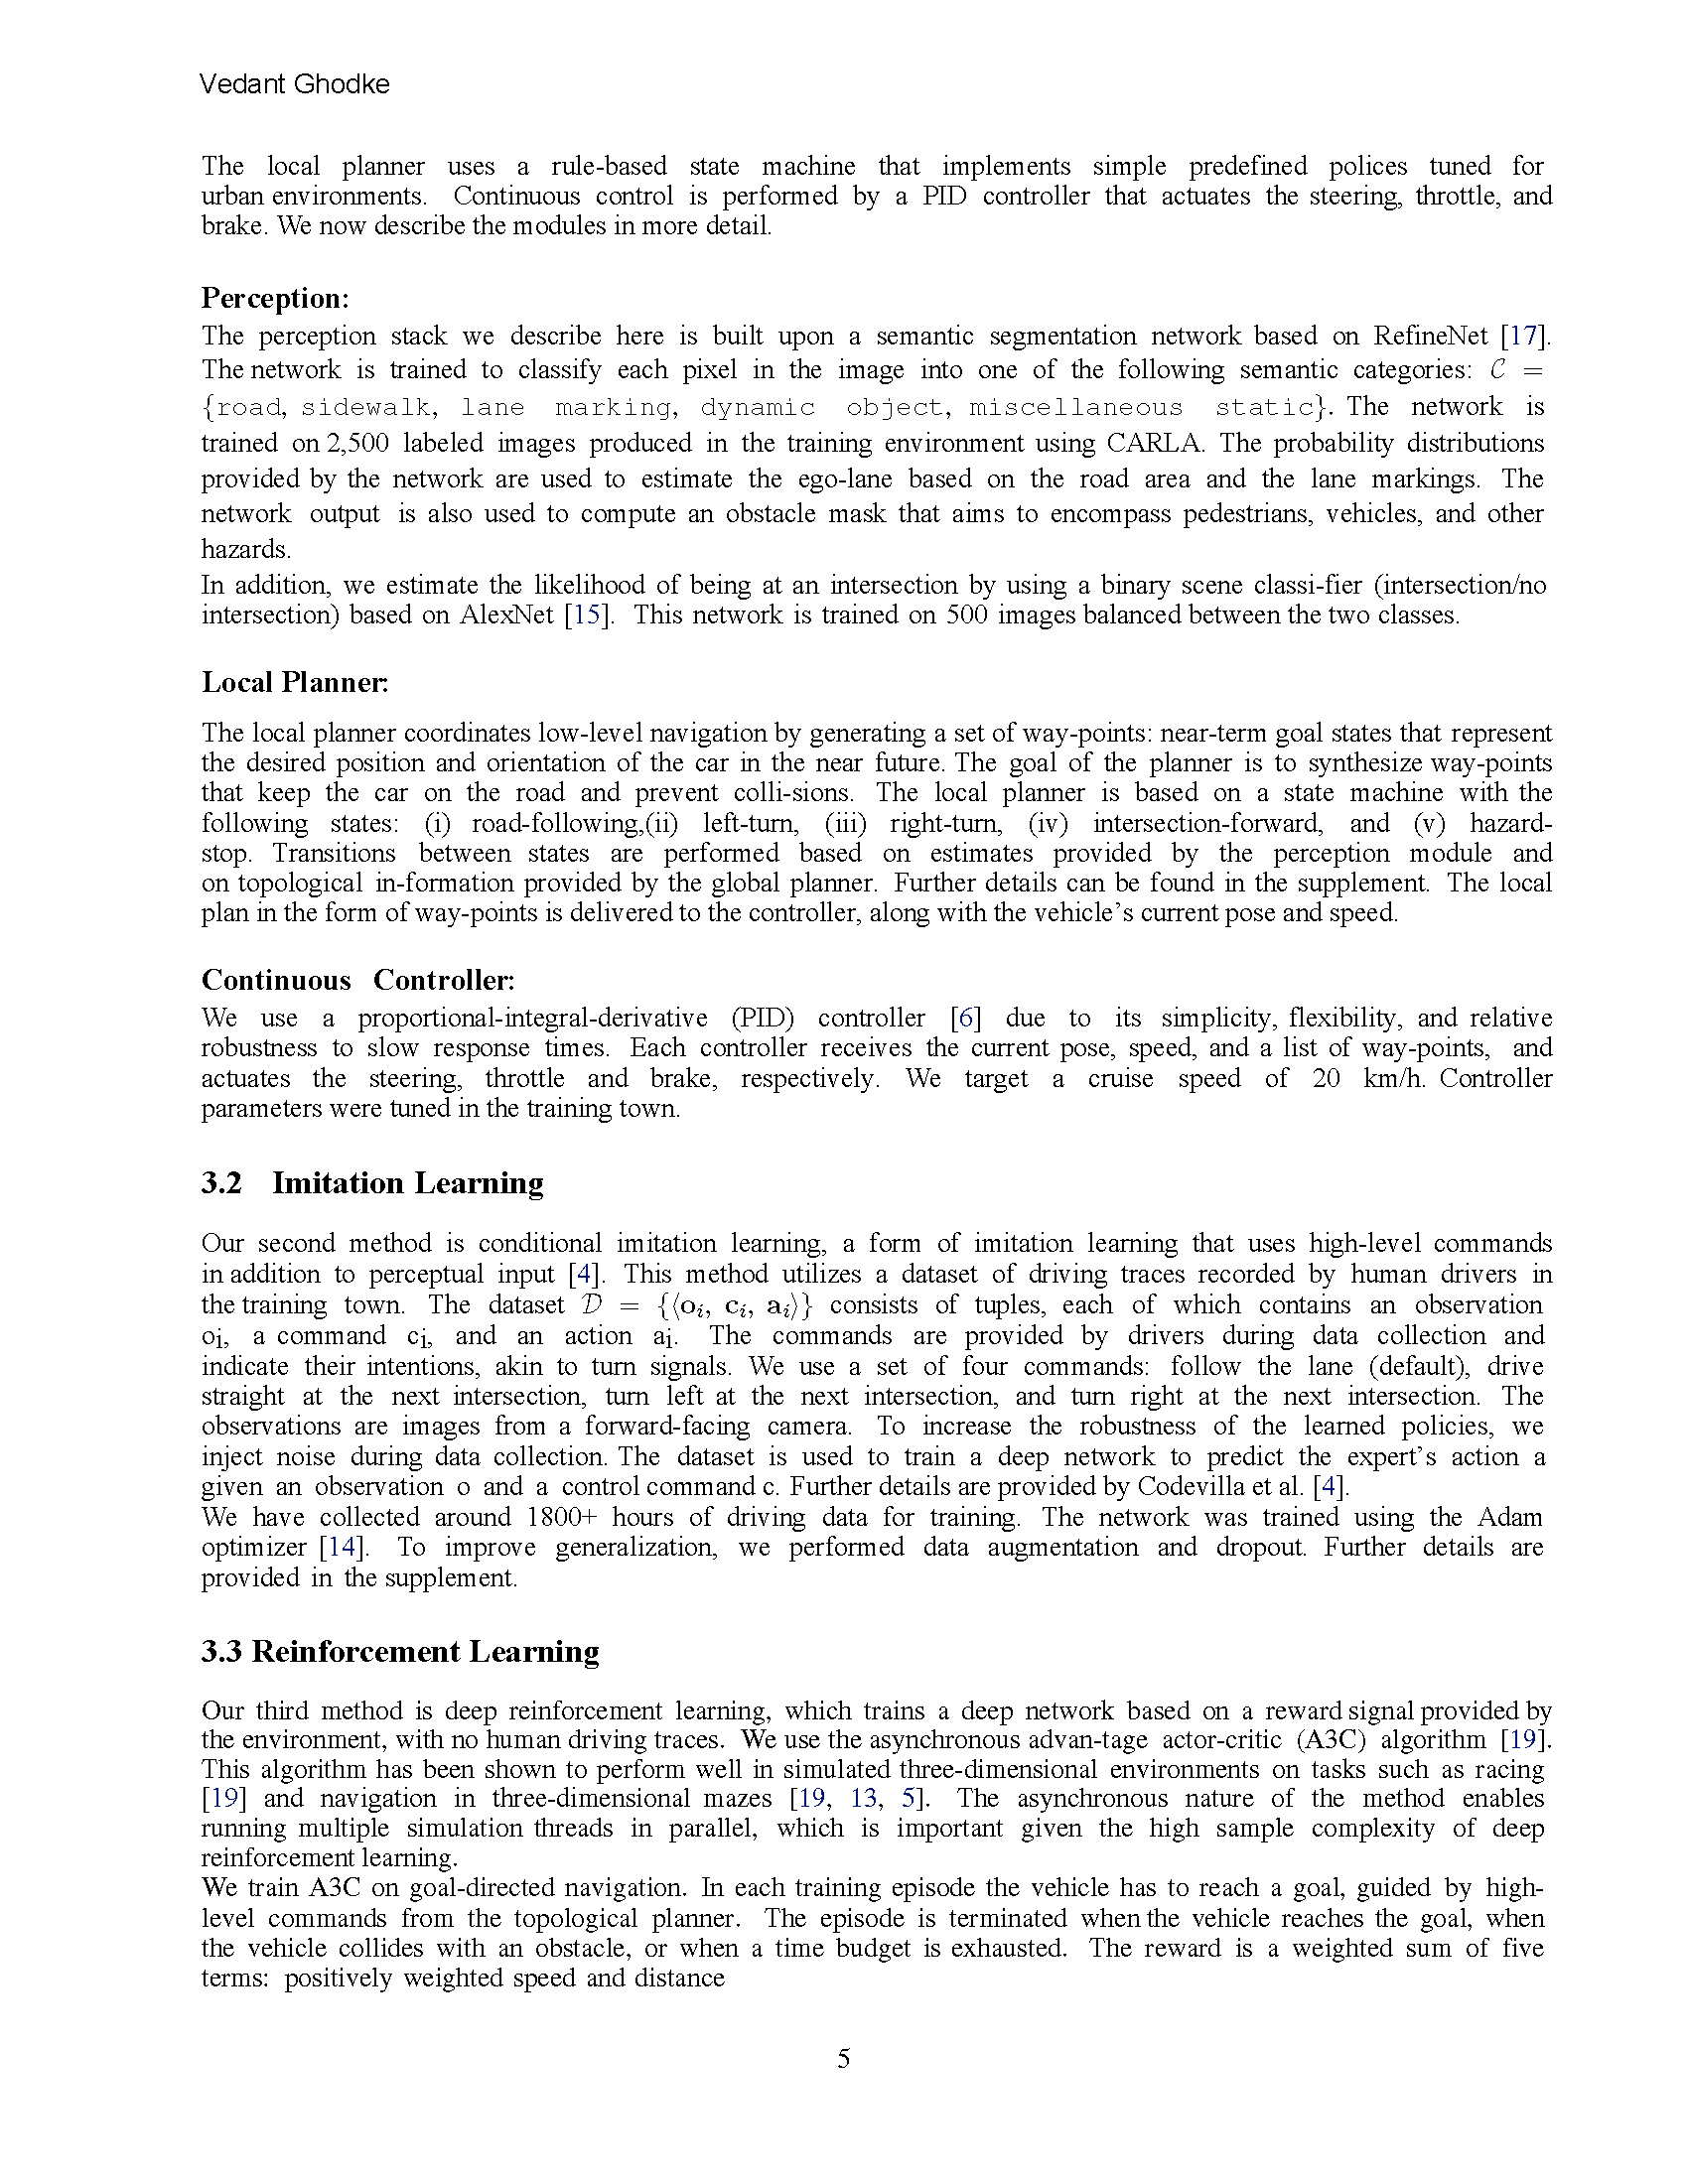 Vedant Ghodke
The local planner uses a rule-based state machine that implements simple predefined polices tuned for
urban environments. Continuous control is performed by a PID controller that actuates the steering, throttle, and
brake. We now describe the modules in more detail.
Perception:
The perception stack we describe here is built upon a semantic segmentation network based on RefineNet [17].
The network is trained to classify each pixel in the image into one of the following semantic categories: 𝒞 =
{road, sidewalk, lane marking, dynamic object, miscellaneous static}. The network is
trained on 2,500 labeled images produced in the training environment using CARLA. The probability distributions
provided by the network are used to estimate the ego-lane based on the road area and the lane markings. The
network output is also used to compute an obstacle mask that aims to encompass pedestrians, vehicles, and other
hazards.
In addition, we estimate the likelihood of being at an intersection by using a binary scene classi-fier (intersection/no
intersection) based on AlexNet [15]. This network is trained on 500 images balanced between the two classes.
Local Planner:
The local planner coordinates low-level navigation by generating a set of way-points: near-term goal states that represent
the desired position and orientation of the car in the near future. The goal of the planner is to synthesize way-points
that keep the car on the road and prevent colli-sions. The local planner is based on a state machine with the
following states: (i) road-following,(ii) left-turn, (iii) right-turn, (iv) intersection-forward, and (v) hazard-
stop. Transitions between states are performed based on estimates provided by the perception module and
on topological in-formation provided by the global planner. Further details can be found in the supplement. The local
plan in the form of way-points is delivered to the controller, along with the vehicle's current pose and speed.
Continuous Controller:
We use a proportional-integral-derivative (PID) controller [6] due to its simplicity, flexibility, and relative
robustness to slow response times. Each controller receives the current pose, speed, and a list of way-points, and
actuates the steering, throttle and brake, respectively. We target a cruise speed of 20 km/h. Controller
parameters were tuned in the training town.
3.2 Imitation Learning
Our second method is conditional imitation learning, a form of imitation learning that uses high-level commands
in addition to perceptual input [4]. This method utilizes a dataset of driving traces recorded by human drivers in
the training town. The dataset 𝒟 = {⟨oᵢ, cᵢ, aᵢ⟩} consists of tuples, each of which contains an observation
oᵢ, a command cᵢ, and an action aᵢ. The commands are provided by drivers during data collection and
indicate their intentions, akin to turn signals. We use a set of four commands: follow the lane (default), drive
straight at the next intersection, turn left at the next intersection, and turn right at the next intersection. The
observations are images from a forward-facing camera. To increase the robustness of the learned policies, we
inject noise during data collection. The dataset is used to train a deep network to predict the expert's action a
given an observation o and a control command c. Further details are provided by Codevilla et al. [4].
We have collected around 1800+ hours of driving data for training. The network was trained using the Adam
optimizer [14]. To improve generalization, we performed data augmentation and dropout. Further details are
provided in the supplement.
3.3 Reinforcement Learning
Our third method is deep reinforcement learning, which trains a deep network based on a reward signal provided by
the environment, with no human driving traces. We use the asynchronous advan-tage actor-critic (A3C) algorithm [19].
This algorithm has been shown to perform well in simulated three-dimensional environments on tasks such as racing
[19] and navigation in three-dimensional mazes [19, 13, 5]. The asynchronous nature of the method enables
running multiple simulation threads in parallel, which is important given the high sample complexity of deep
reinforcement learning.
We train A3C on goal-directed navigation. In each training episode the vehicle has to reach a goal, guided by high-
level commands from the topological planner. The episode is terminated when the vehicle reaches the goal, when
the vehicle collides with an obstacle, or when a time budget is exhausted. The reward is a weighted sum of five
terms: positively weighted speed and distance
5